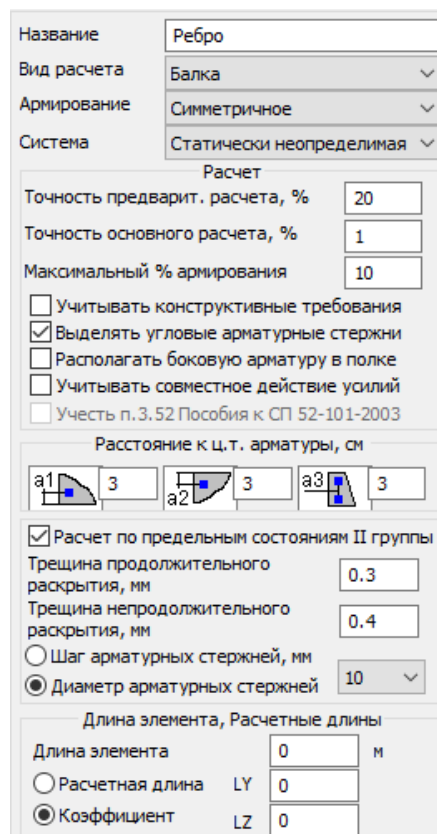 Название Ребро
Вид расчета Балка
Армирование Симметричное
Система Статически неопределимая
Расчет
Точность предварит. расчета, % 20
Точность основного расчета, % 1
Максимальный % армирования 10
Учитывать конструктивные требования
Выделять угловые арматурные стержни
Располагать боковую арматуру в полке
Учитывать совместное действие усилий
Учесть п.3.52 Пособия к СП 52-101-2003
Расстояние к ц.т. арматуры, см
a1 3 a2 3 a3 3
Расчет по предельным состояниям II группы
Трещина продолжительного
раскрытия, мм 0.3
Трещина непродолжительного
раскрытия, мм 0.4
Шаг арматурных стержней, мм
Диаметр арматурных стержней 10
Длина элемента, Расчетные длины
Длина элемента 0 м
Расчетная длина LY 0
Коэффициент LZ 0